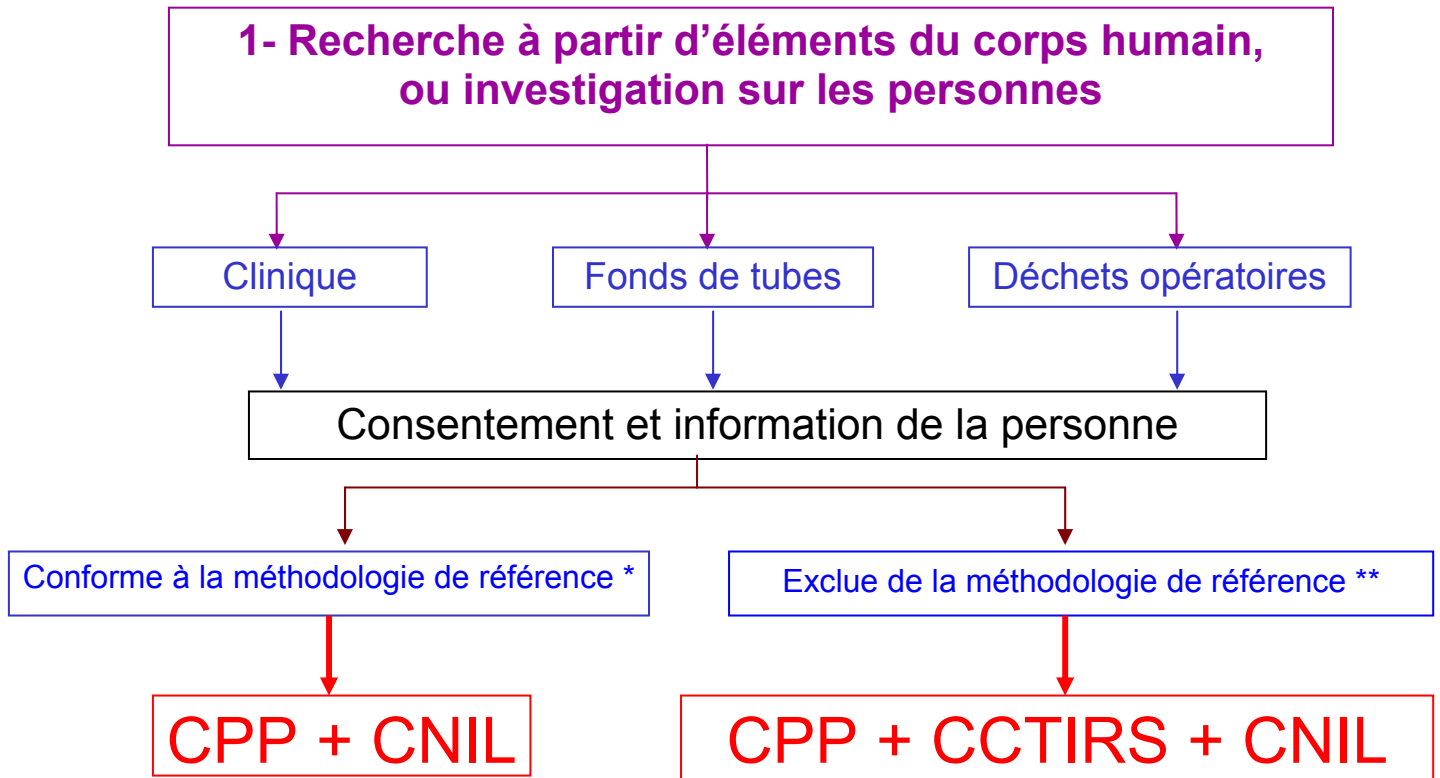 1- Recherche à partir d’éléments du corps humain,
ou investigation sur les personnes
Clinique
Fonds de tubes
Déchets opératoires
Consentement et information de la personne
Conforme à la méthodologie de référence *
Exclue de la méthodologie de référence **
CPP + CNIL
CPP + CCTIRS + CNIL